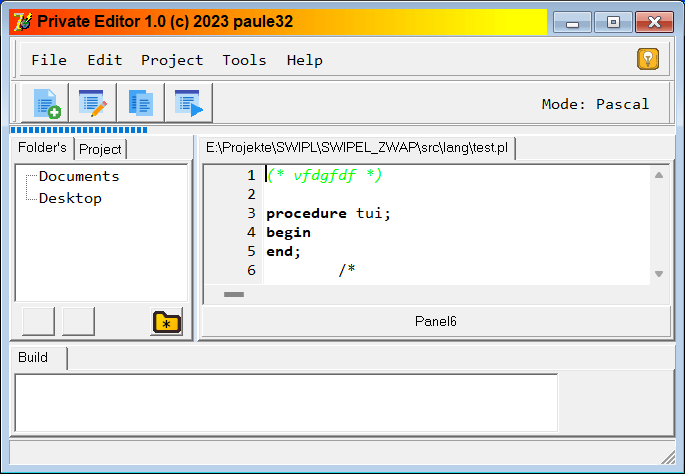 Private Editor 1.0 (c) 2023 paule32
File Edit Project Tools Help
Mode: Pascal
Folder's Project
Documents
Desktop
E:\Projekte\SWIPL\SWIPEL_ZWAP\src\lang\test.pl
1 (* vfdgfdf *)
2
3 procedure tui;
4 begin
5 end;
6 /*
Panel6
Build